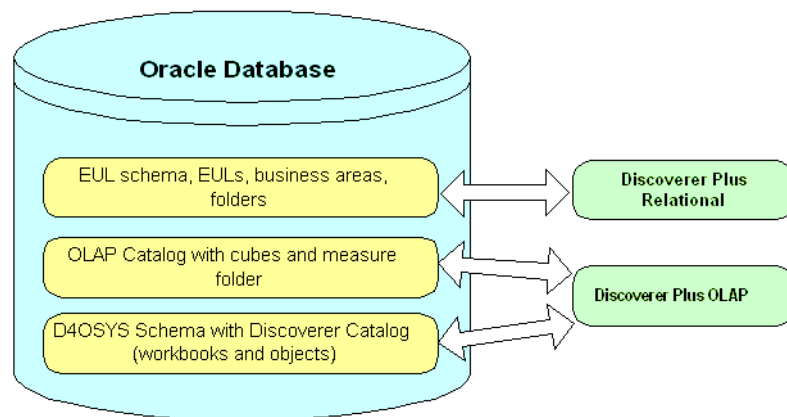 Oracle Database
EUL schema, EULs, business areas,
folders
Discoverer Plus
Relational
OLAP Catalog with cubes and measure
folder
Discoverer Plus OLAP
D4OSYS Schema with Discoverer Catalog
(workbooks and objects)